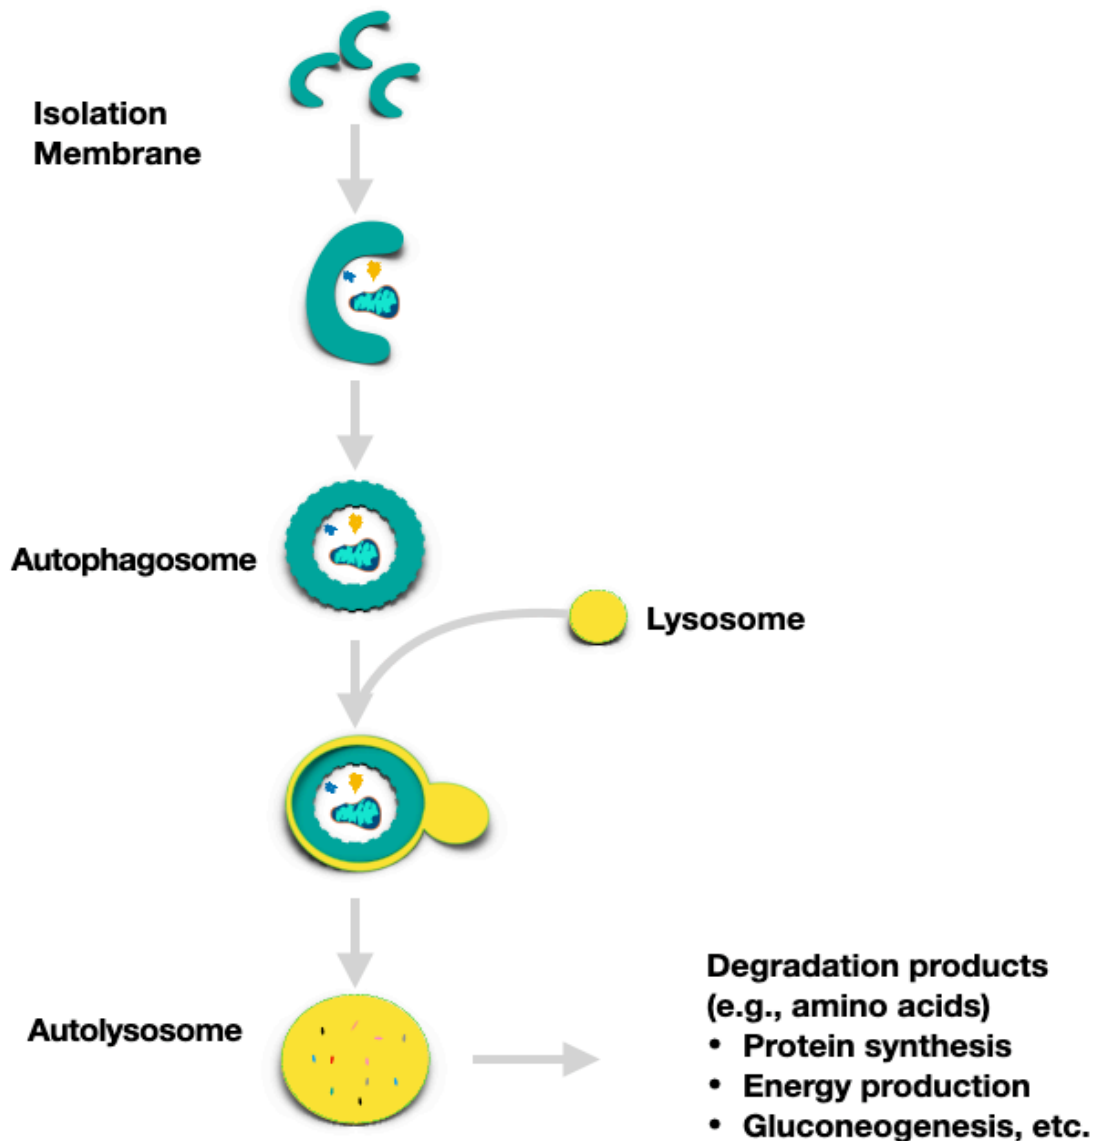 Isolation
Membrane
Autophagosome
Lysosome
Autolysosome
Degradation products
(e.g., amino acids)
• Protein synthesis
• Energy production
• Gluconeogenesis, etc.